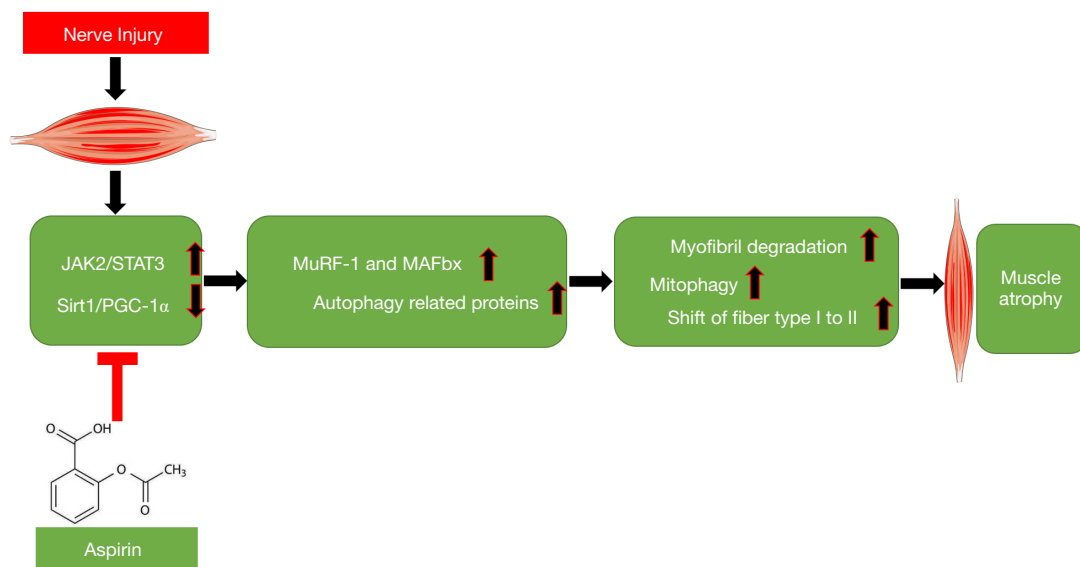 Nerve Injury
JAK2/STAT3
Sirt1/PGC-1α
MuRF-1 and MAFbx
Autophagy related proteins
Myofibril degradation
Mitophagy
Shift of fiber type I to II
Muscle
atrophy
O
OH
O
CH₃
O
Aspirin